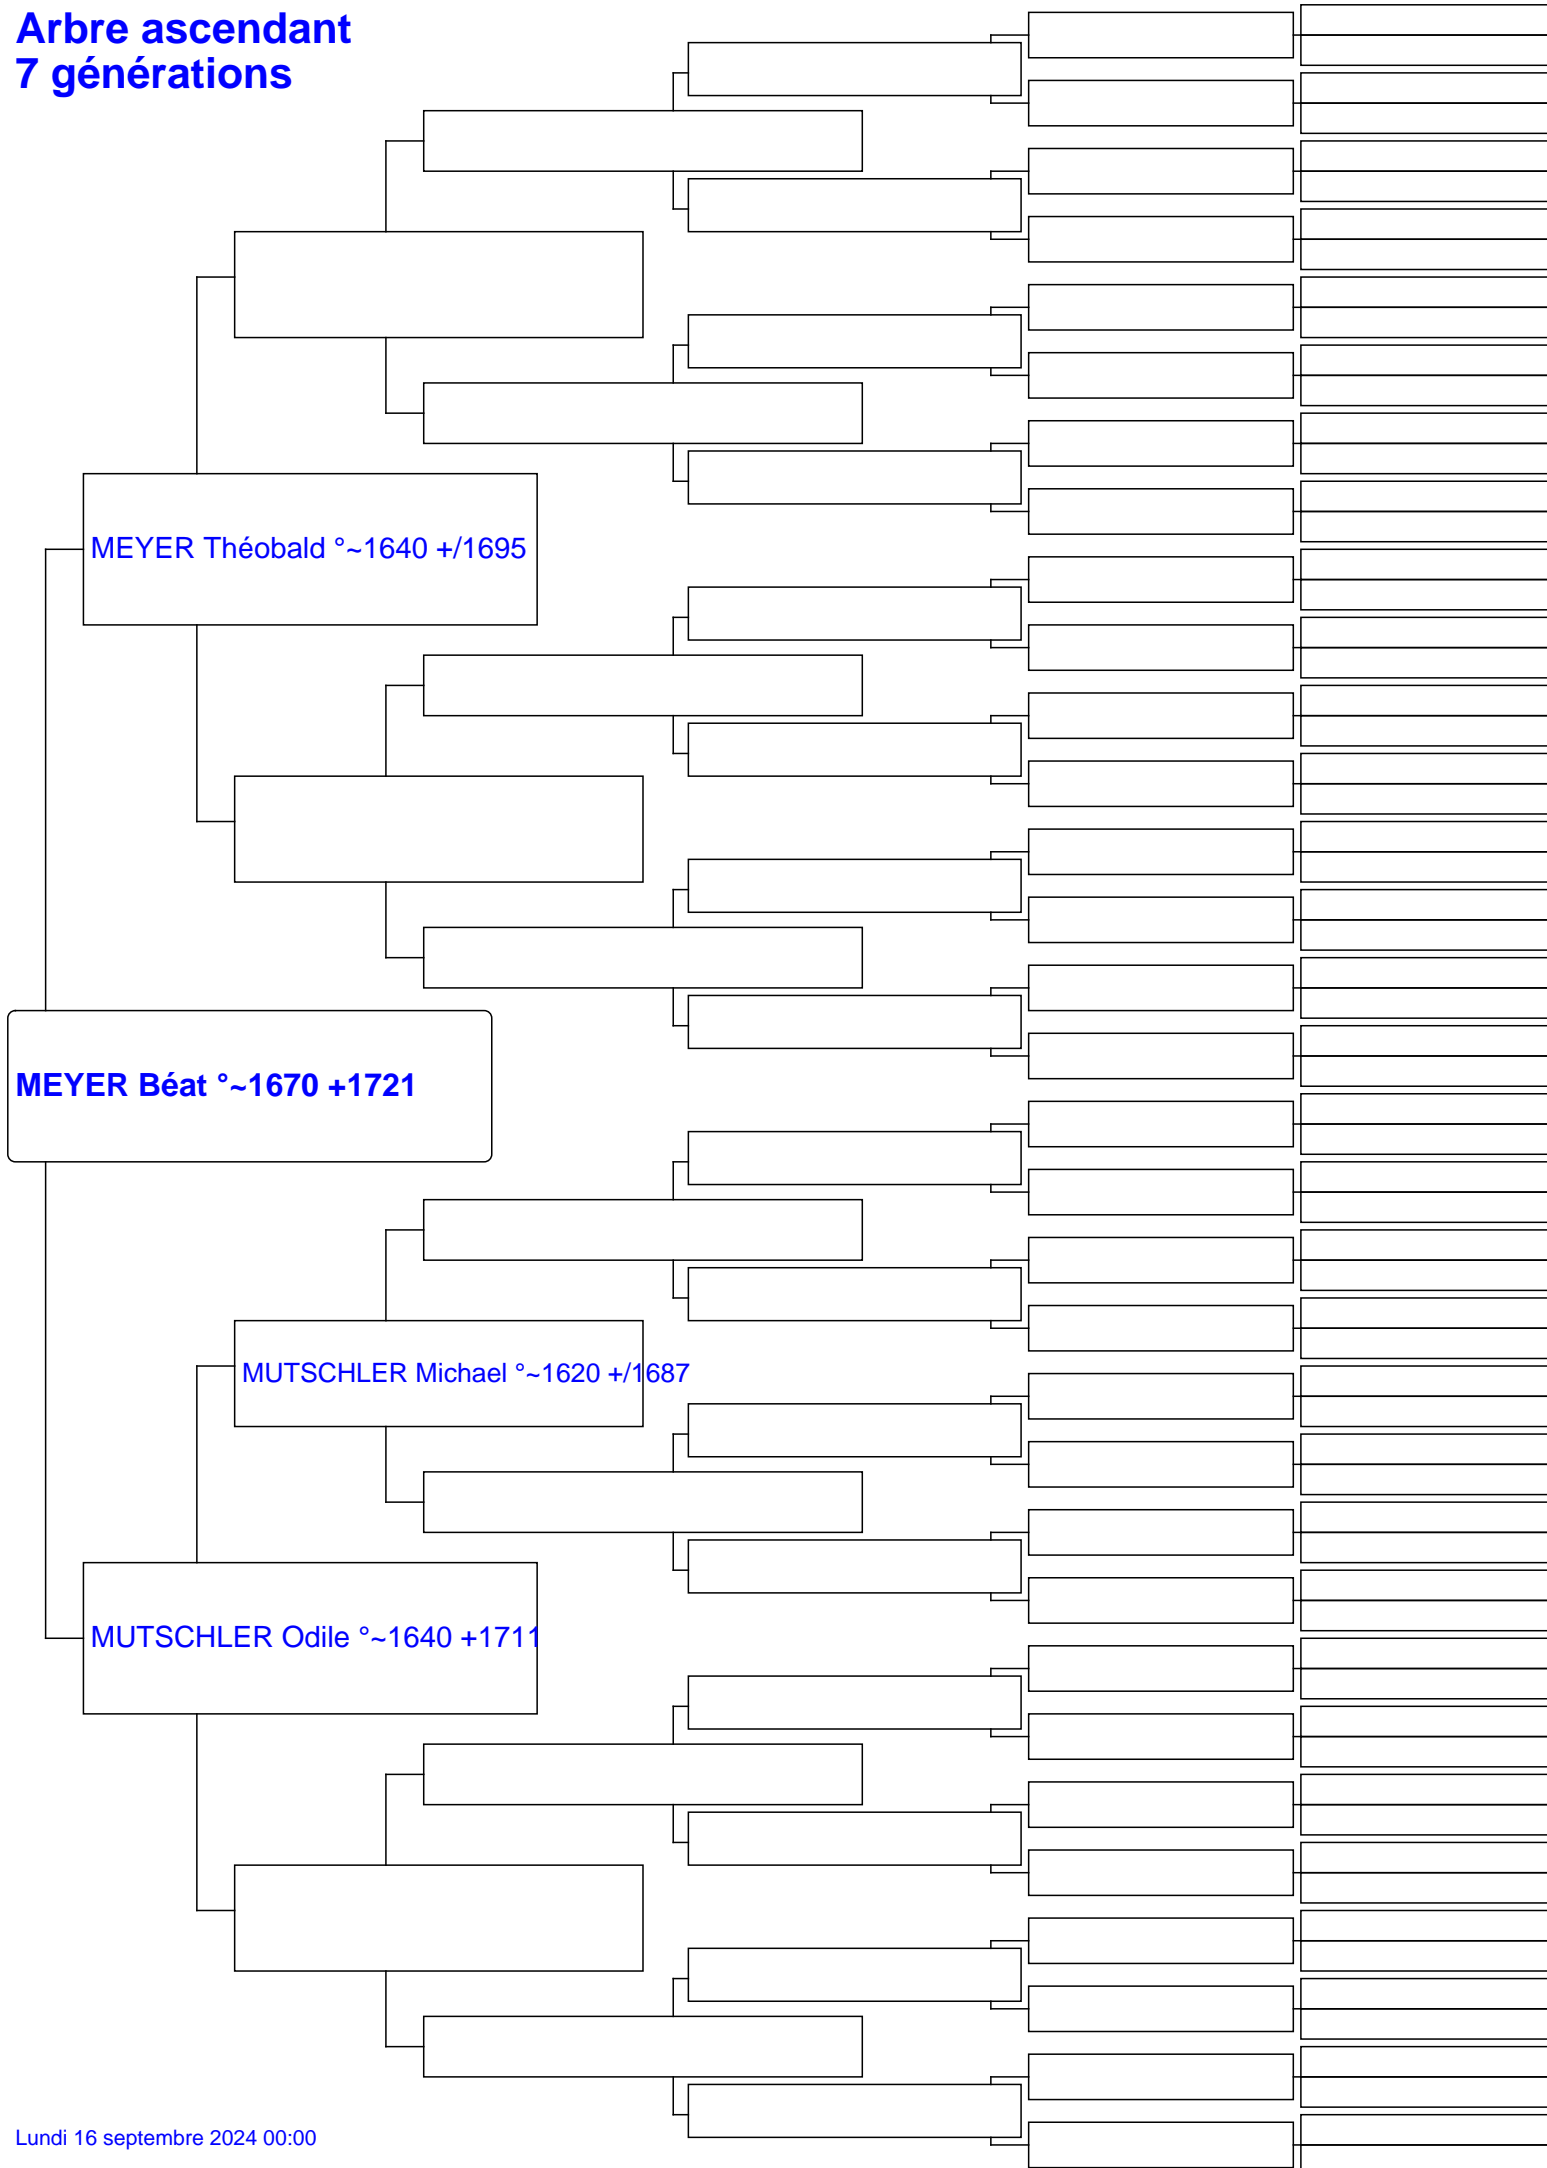 Arbre ascendant
7 générations
MEYER Théobald °~1640 +/1695
MEYER Béat °~1670 +1721
MUTSCHLER Michael °~1620 +/1687
MUTSCHLER Odile °~1640 +1711
Lundi 16 septembre 2024 00:00